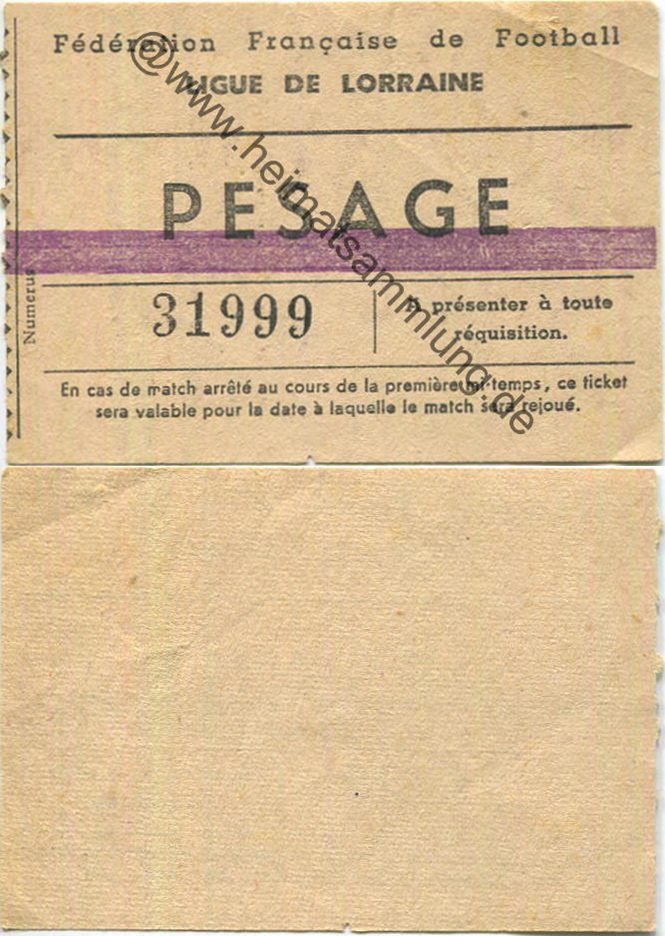 Fédération Française de Football
LIGUE DE LORRAINE
PESAGE
Numerus
31999
A présenter à toute
réquisition.
En cas de match arrêté au cours de la première mi-temps, ce ticket
sera valable pour la date à laquelle le match sera rejoué.
@www.heimatsammlung.de